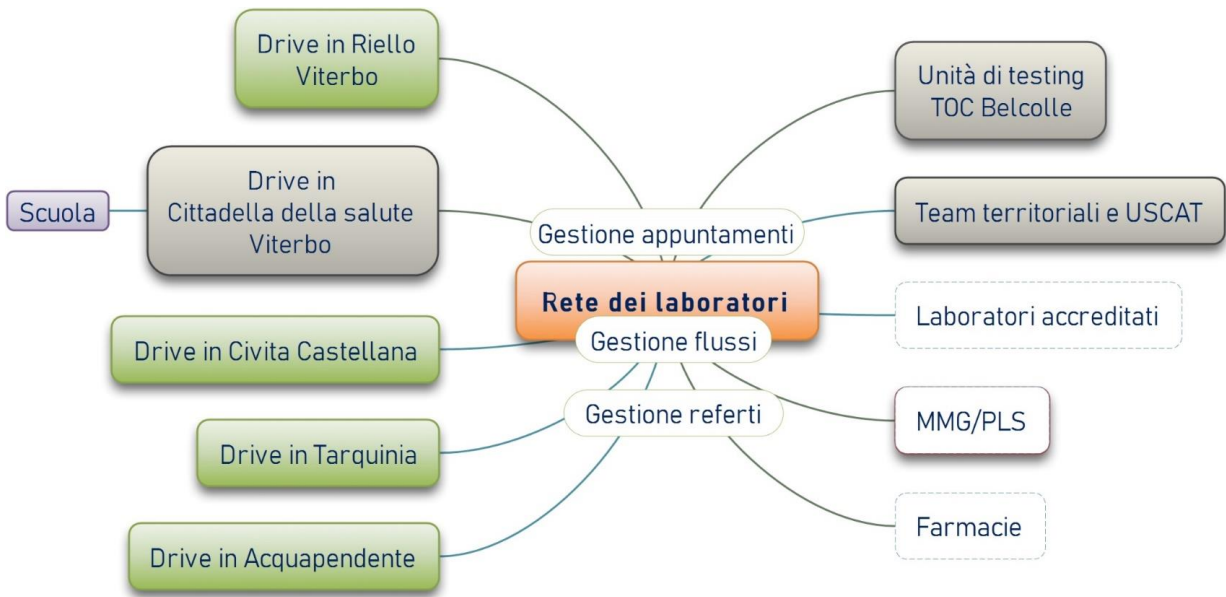 Drive in Riello
Viterbo
Unità di testing
TOC Belcolle
Scuola
Drive in
Cittadella della salute
Viterbo
Team territoriali e USCAT
Gestione appuntamenti
Rete dei laboratori
Gestione flussi
Gestione referti
Laboratori accreditati
Drive in Civita Castellana
MMG/PLS
Drive in Tarquinia
Farmacie
Drive in Acquapendente